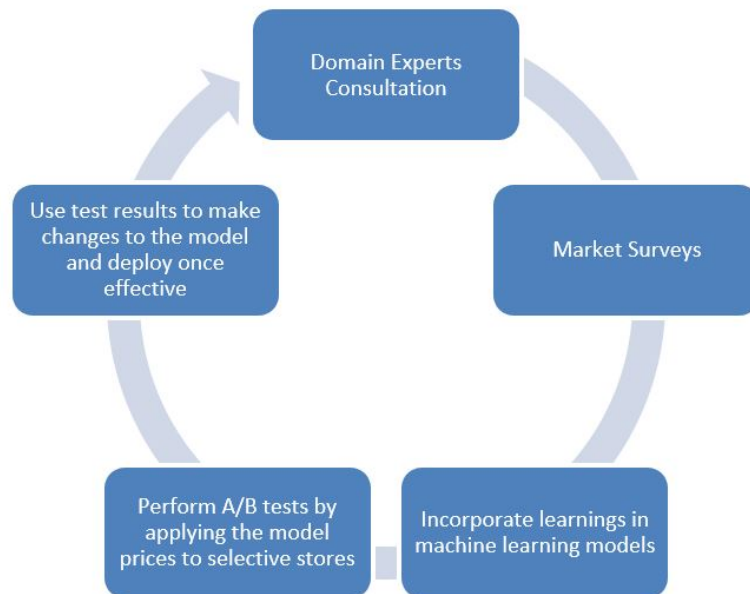 Domain Experts
Consultation
Market Surveys
Incorporate learnings in
machine learning models
Perform A/B tests by
applying the model
prices to selective stores
Use test results to make
changes to the model
and deploy once
effective